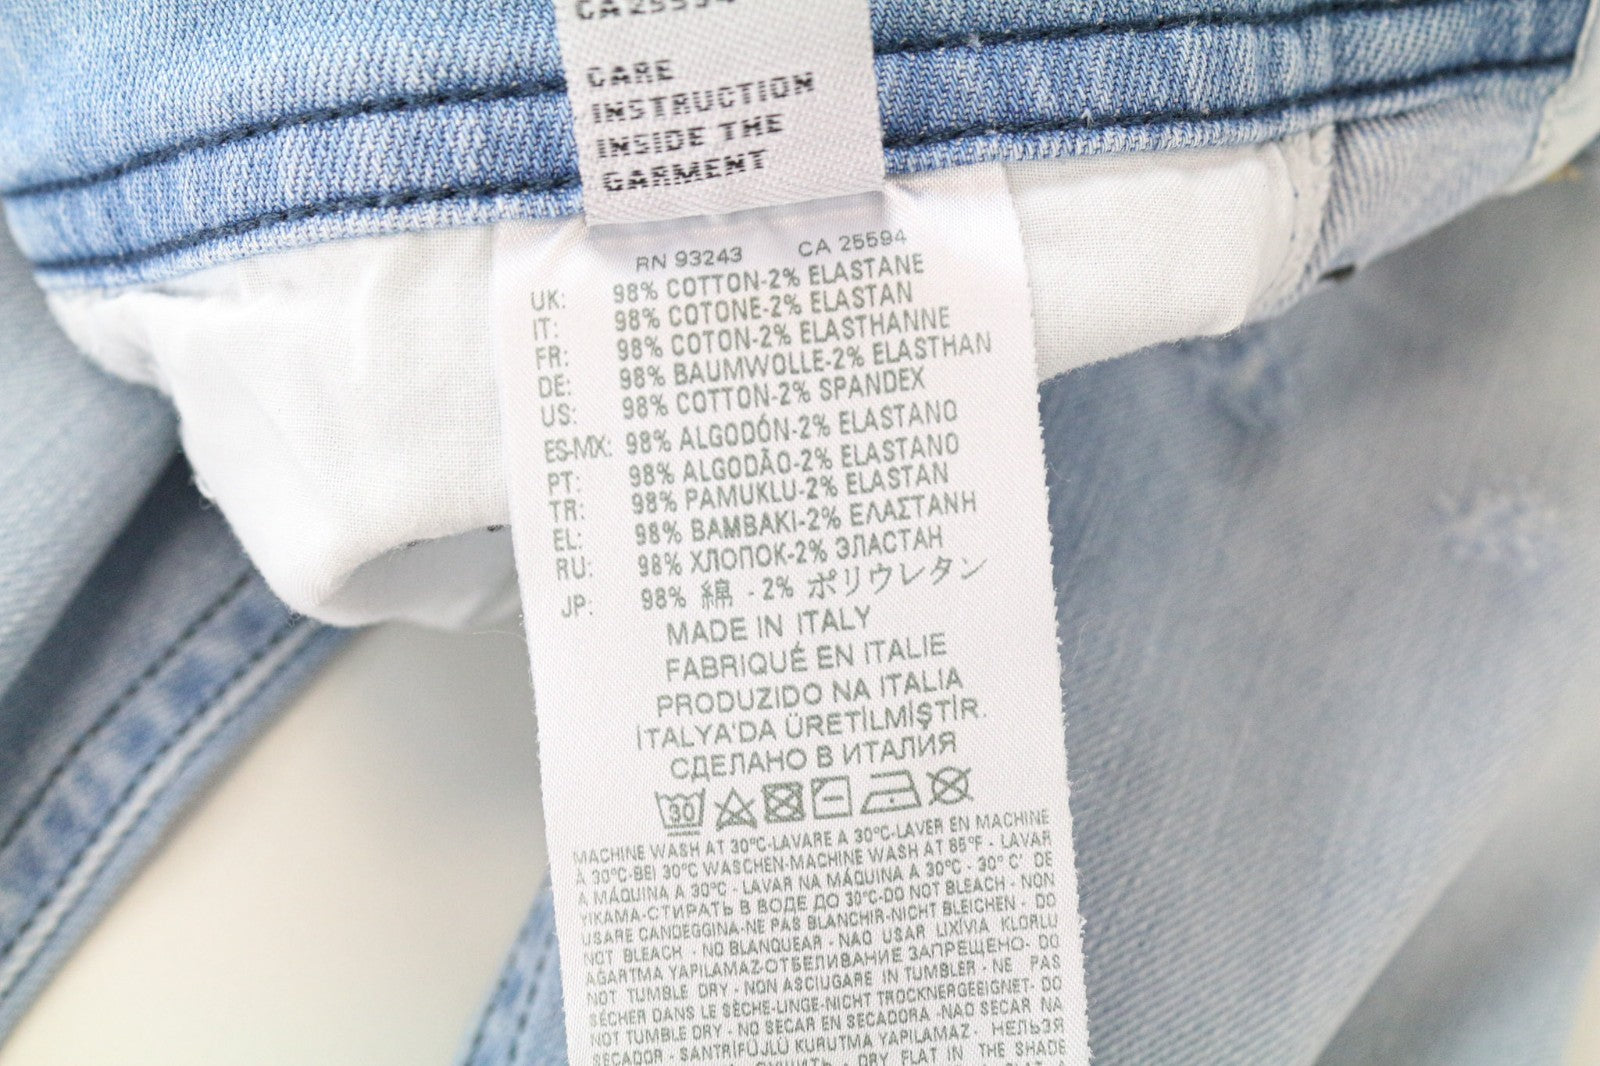 CA 25594
CARE
INSTRUCTION
INSIDE THE
GARMENT
RN 93243 CA 25594
UK: 98% COTTON-2% ELASTANE
IT: 98% COTONE-2% ELASTAN
FR: 98% COTON-2% ELASTHANNE
DE: 98% BAUMWOLLE-2% ELASTHAN
US: 98% COTTON-2% SPANDEX
ES-MX: 98% ALGODÓN-2% ELASTANO
PT: 98% ALGODÃO-2% ELASTANO
TR: 98% PAMUKLU-2% ELASTAN
EL: 98% BAMBAKI-2% ΕΛΑΣΤΑΝΗ
RU: 98% ХЛОПОК-2% ЭЛАСТАН
JP: 98% 綿 - 2% ポリウレタン
MADE IN ITALY
FABRIQUÉ EN ITALIE
PRODUZIDO NA ITALIA
İTALYA'DA ÜRETİLMİŞTİR.
СДЕЛАНО В ИТАЛИЯ
30
MACHINE WASH AT 30°C-LAVARE A 30°C-LAVER EN MACHINE
A 30°C-BEI 30°C WASCHEN-MACHINE WASH AT 85°F - LAVAR
A MÁQUINA A 30°C - LAVAR NA MÁQUINA A 30°C - 30° C' DE
YIKAMA-СТИРАТЬ В ВОДЕ ДО 30°C-DO NOT BLEACH - NON
USARE CANDEGGINA-NE PAS BLANCHIR-NICHT BLEICHEN - DO
NOT BLEACH - NO BLANQUEAR - NAO USAR LIXÍVIA KLORLU
AĞARTMA YAPILAMAZ-ОТБЕЛИВАНИЕ ЗАПРЕЩЕНО- DO
NOT TUMBLE DRY - NON ASCIUGARE IN TUMBLER - NE PAS
SÉCHER DANS LE SÈCHE-LINGE-NICHT TROCKNERGEEIGNET- DO
NOT TUMBLE DRY - NO SECAR EN SECADORA -NAO SECAR NA
SECADOR - SANTRİFÜJLÜ KURUTMA YAPILAMAZ - НЕЛЬЗЯ
DRY FLAT IN THE SHADE